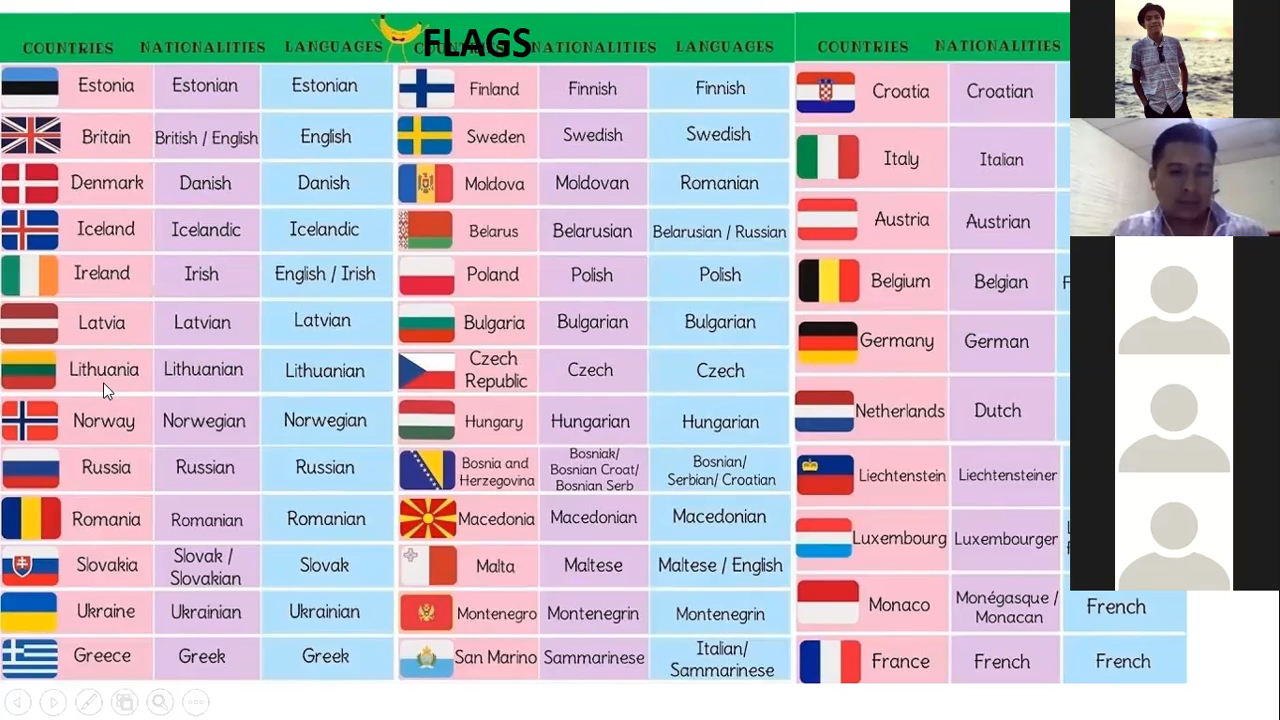 FLAGS
COUNTRIES NATIONALITIES LANGUAGES
Estonia Estonian Estonian
Britain British / English English
Denmark Danish Danish
Iceland Icelandic Icelandic
Ireland Irish English / Irish
Latvia Latvian Latvian
Lithuania Lithuanian Lithuanian
Norway Norwegian Norwegian
Russia Russian Russian
Romania Romanian Romanian
Slovakia Slovak / Slovakian Slovak
Ukraine Ukrainian Ukrainian
Greece Greek Greek
NATIONALITIES LANGUAGES
Finland Finnish Finnish
Sweden Swedish Swedish
Moldova Moldovan Romanian
Belarus Belarusian Belarusian / Russian
Poland Polish Polish
Bulgaria Bulgarian Bulgarian
Czech Republic Czech Czech
Hungary Hungarian Hungarian
Bosnia and Herzegovina Bosniak/ Bosnian Croat/ Bosnian Serb Bosnian/ Serbian/ Croatian
Macedonia Macedonian Macedonian
Malta Maltese Maltese / English
Montenegro Montenegrin Montenegrin
San Marino Sammarinese Italian/ Sammarinese
COUNTRIES NATIONALITIES
Croatia Croatian
Italy Italian
Austria Austrian
Belgium Belgian
Germany German
Netherlands Dutch
Liechtenstein Liechtensteiner
Luxembourg Luxembourger
Monaco Monégasque / Monacan French
France French French